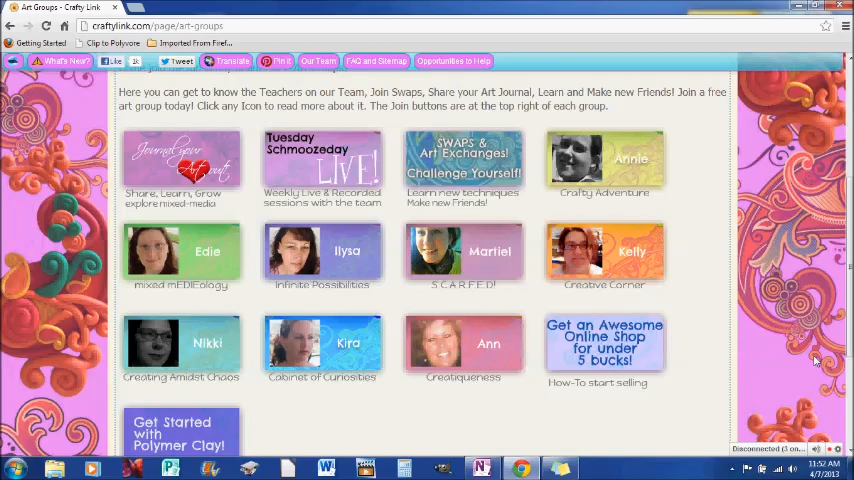 Art Groups - Crafty Link
craftylink.com/page/art-groups
Getting Started Clip to Polyvore Imported From Firef...
What's New? Like 1k Tweet Translate Pin it Our Team FAQ and Sitemap Opportunities to Help
Here you can get to know the Teachers on our Team, Join Swaps, Share your Art Journal, Learn and Make new Friends! Join a free
art group today! Click any Icon to read more about it. The Join buttons are at the top right of each group.
Journal your
Art outs
Share, Learn, Grow
explore mixed-media
Tuesday
Schmoozeday
LIVE!
Weekly Live & Recorded
sessions with the team
SWAPS &
Art Exchanges!
Challenge Yourself!
Learn new techniques
Make new Friends!
Annie
Crafty Adventure
Edie
mixed mEDIEology
Ilysa
Infinite Possibilities
Martiel
S.C.A.R.F.E.D!
Kelly
Creative Corner
Nikki
Creating Amidst Chaos
Kira
Cabinet of Curiosities
Ann
Creatiqueness
Get an Awesome
Online Shop
for under
5 bucks!
How-To start selling
Get Started
with
Polymer Clay!
Disconnected (3 on...
11:52 AM
4/7/2013